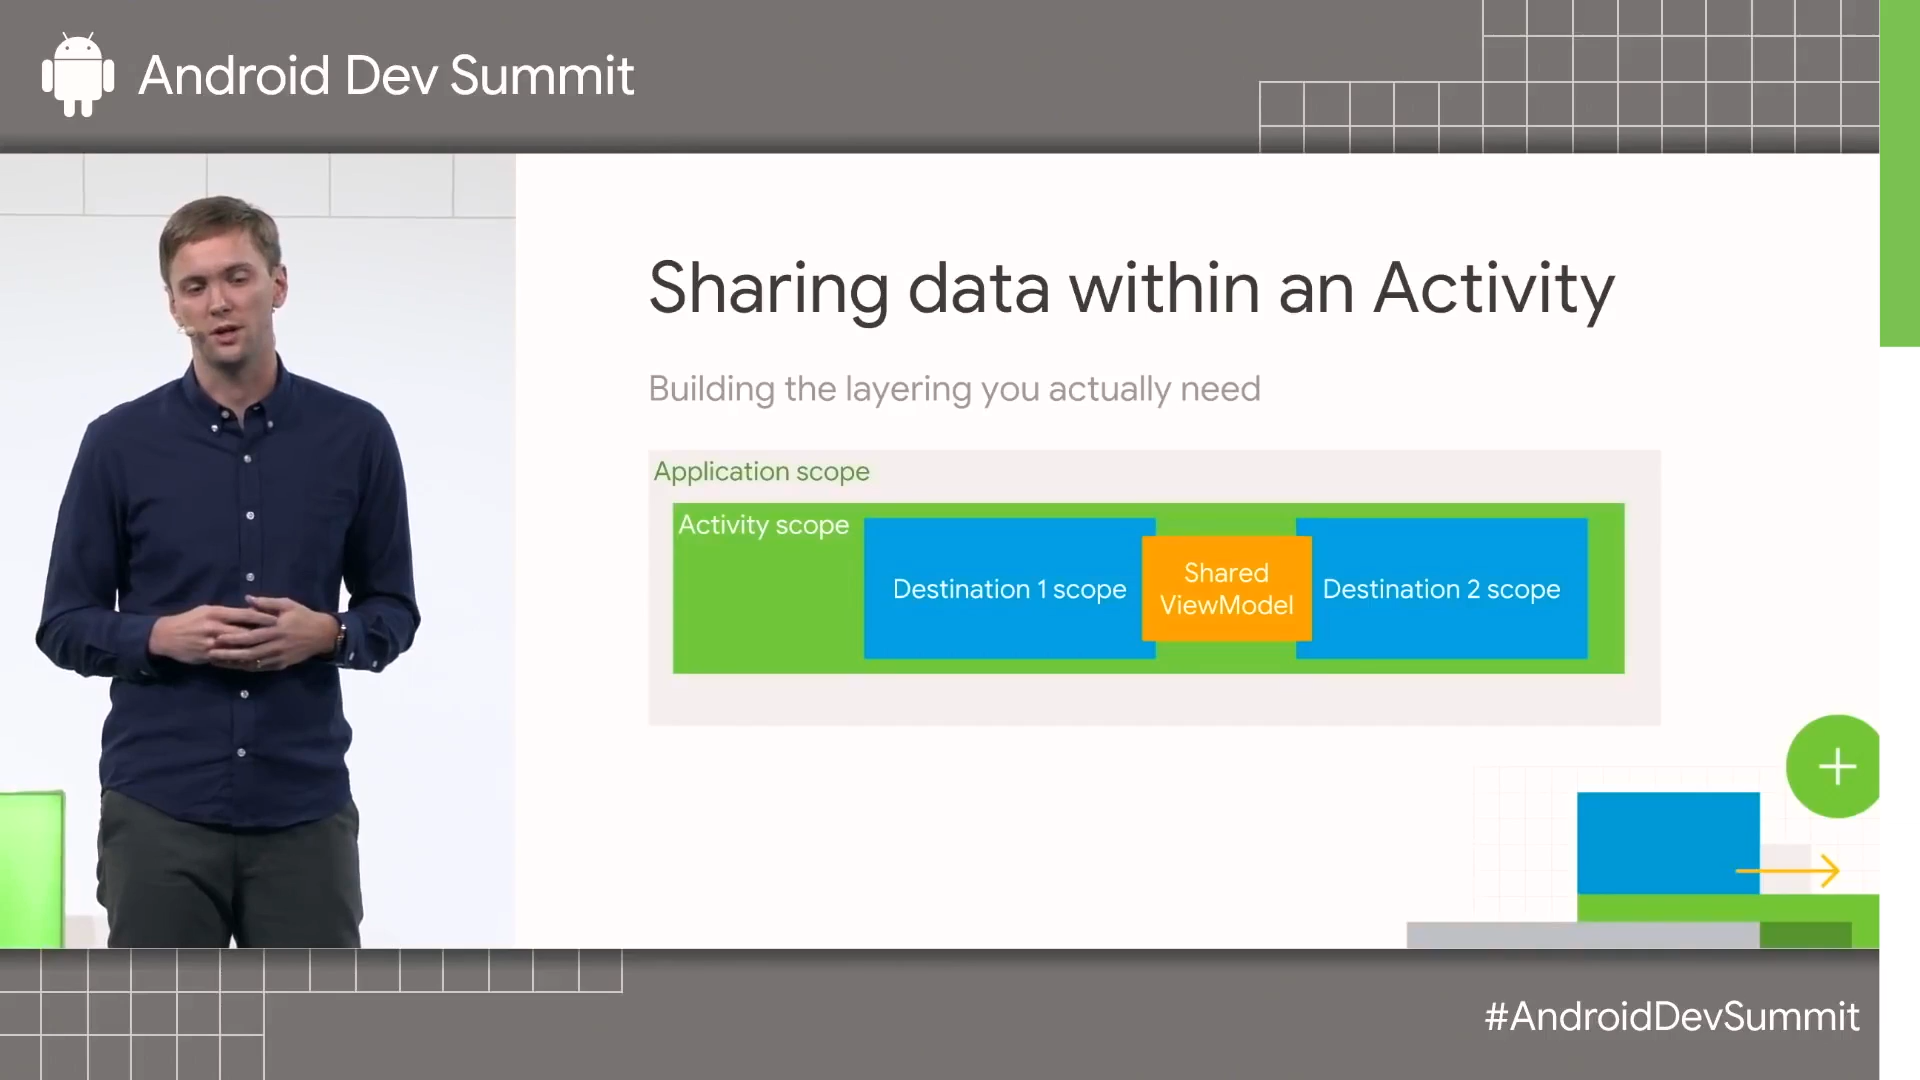 Android Dev Summit
Sharing data within an Activity
Building the layering you actually need
Application scope
Activity scope
Destination 1 scope
Shared
ViewModel
Destination 2 scope
#AndroidDevSummit